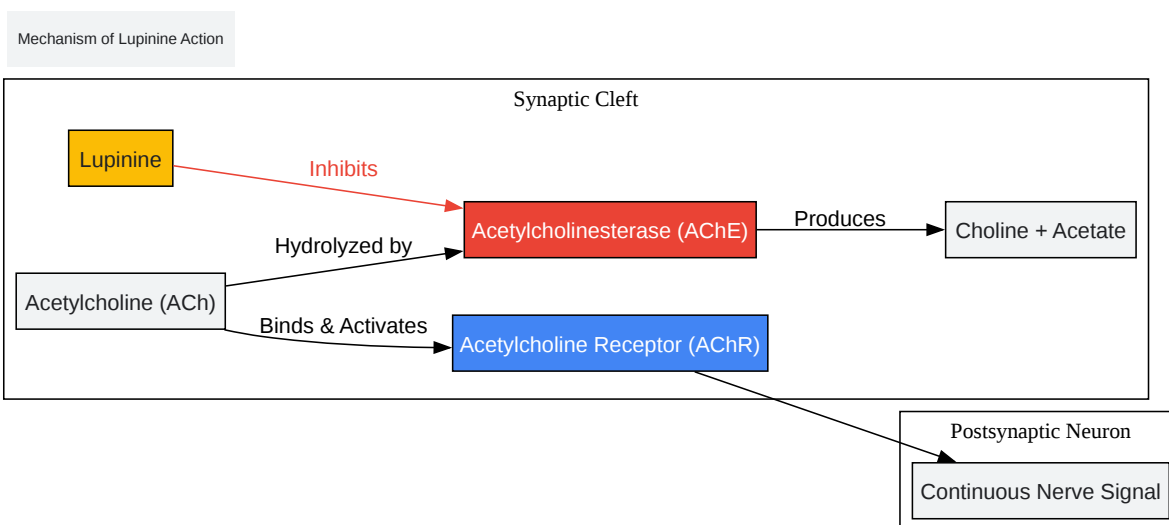 Mechanism of Lupinine Action
Synaptic Cleft
Lupinine
Inhibits
Acetylcholinesterase (AChE)
Produces
Choline + Acetate
Hydrolyzed by
Acetylcholine (ACh)
Binds & Activates
Acetylcholine Receptor (AChR)
Postsynaptic Neuron
Continuous Nerve Signal